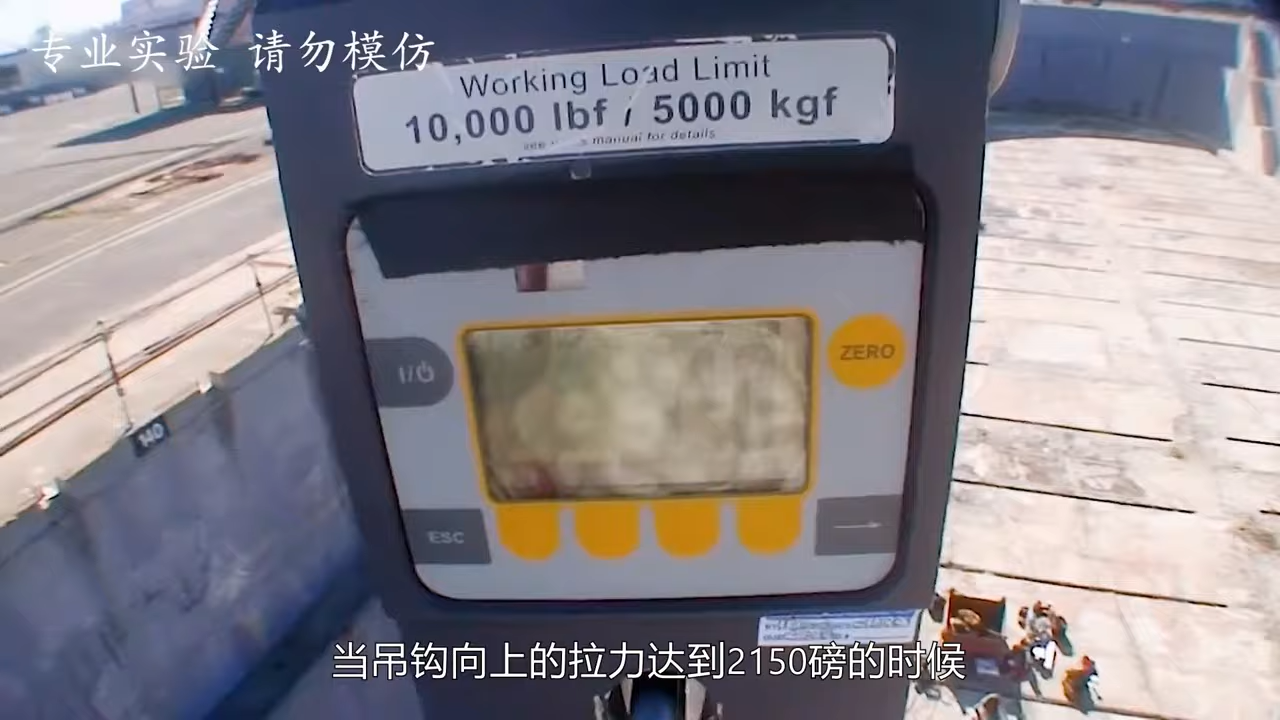 专业实验 请勿模仿
Working Load Limit
10,000 lbf / 5000 kgf
see manual for details
ZERO
I/⏻
140
ESC
当吊钩向上的拉力达到2150磅的时候